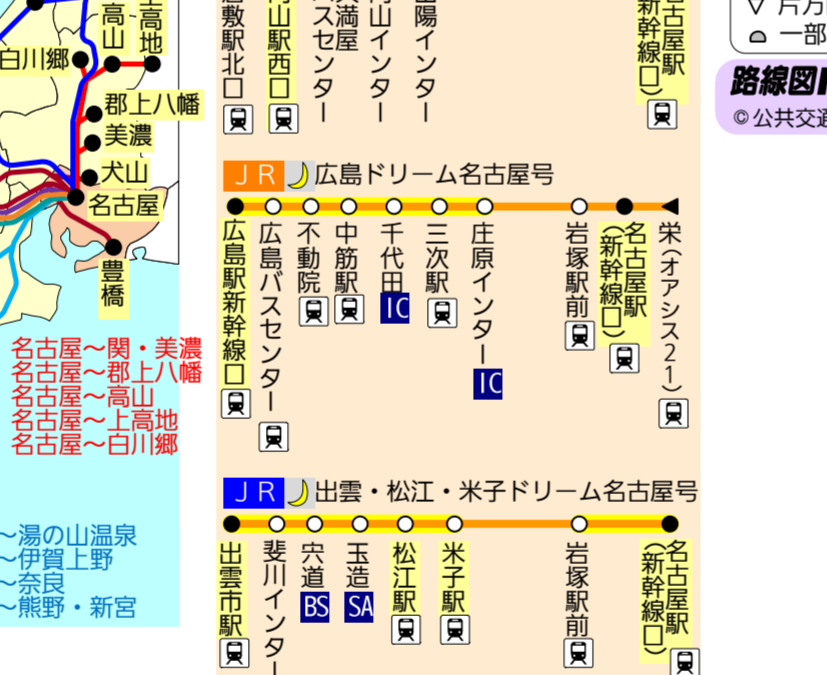 高山
上高地
白川郷
郡上八幡
美濃
犬山
名古屋
豊橋
名古屋～関・美濃
名古屋～郡上八幡
名古屋～高山
名古屋～上高地
名古屋～白川郷
～湯の山温泉
～伊賀上野
～奈良
～熊野・新宮
倉敷駅北口
岡山駅西口
天満屋
バスセンター
岡山インター
山陽インター
名古屋駅
(新幹線口)
▽ 片方
一部
路線図
©公共交通
JR 広島ドリーム名古屋号
広島駅新幹線口
広島バスセンター
不動院
中筋駅
千代田
IC
三次駅
庄原インター
IC
岩塚駅前
名古屋駅
(新幹線口)
栄(オアシス21)
JR 出雲・松江・米子ドリーム名古屋号
出雲市駅
斐川インター
宍道
BS
玉造
SA
松江駅
米子駅
岩塚駅前
名古屋駅
(新幹線口)